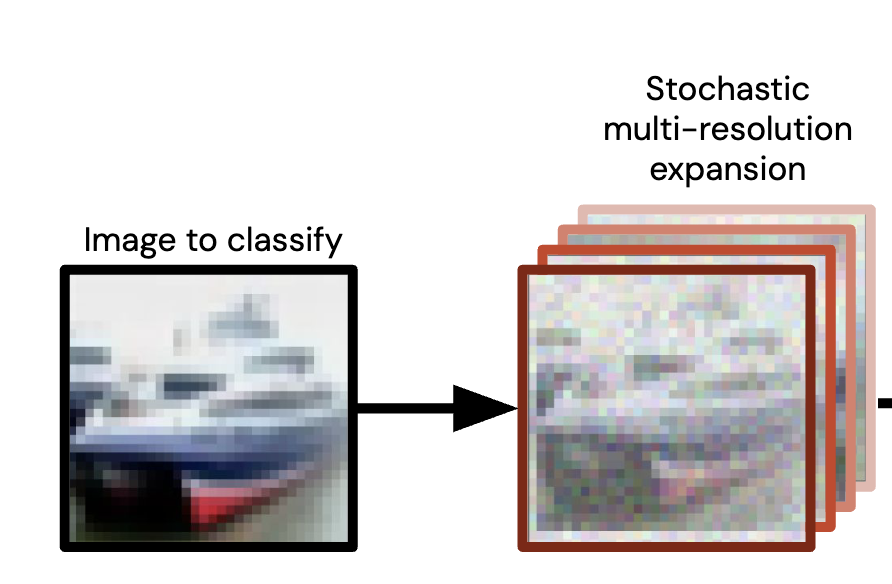 Stochastic
multi-resolution
expansion
Image to classify